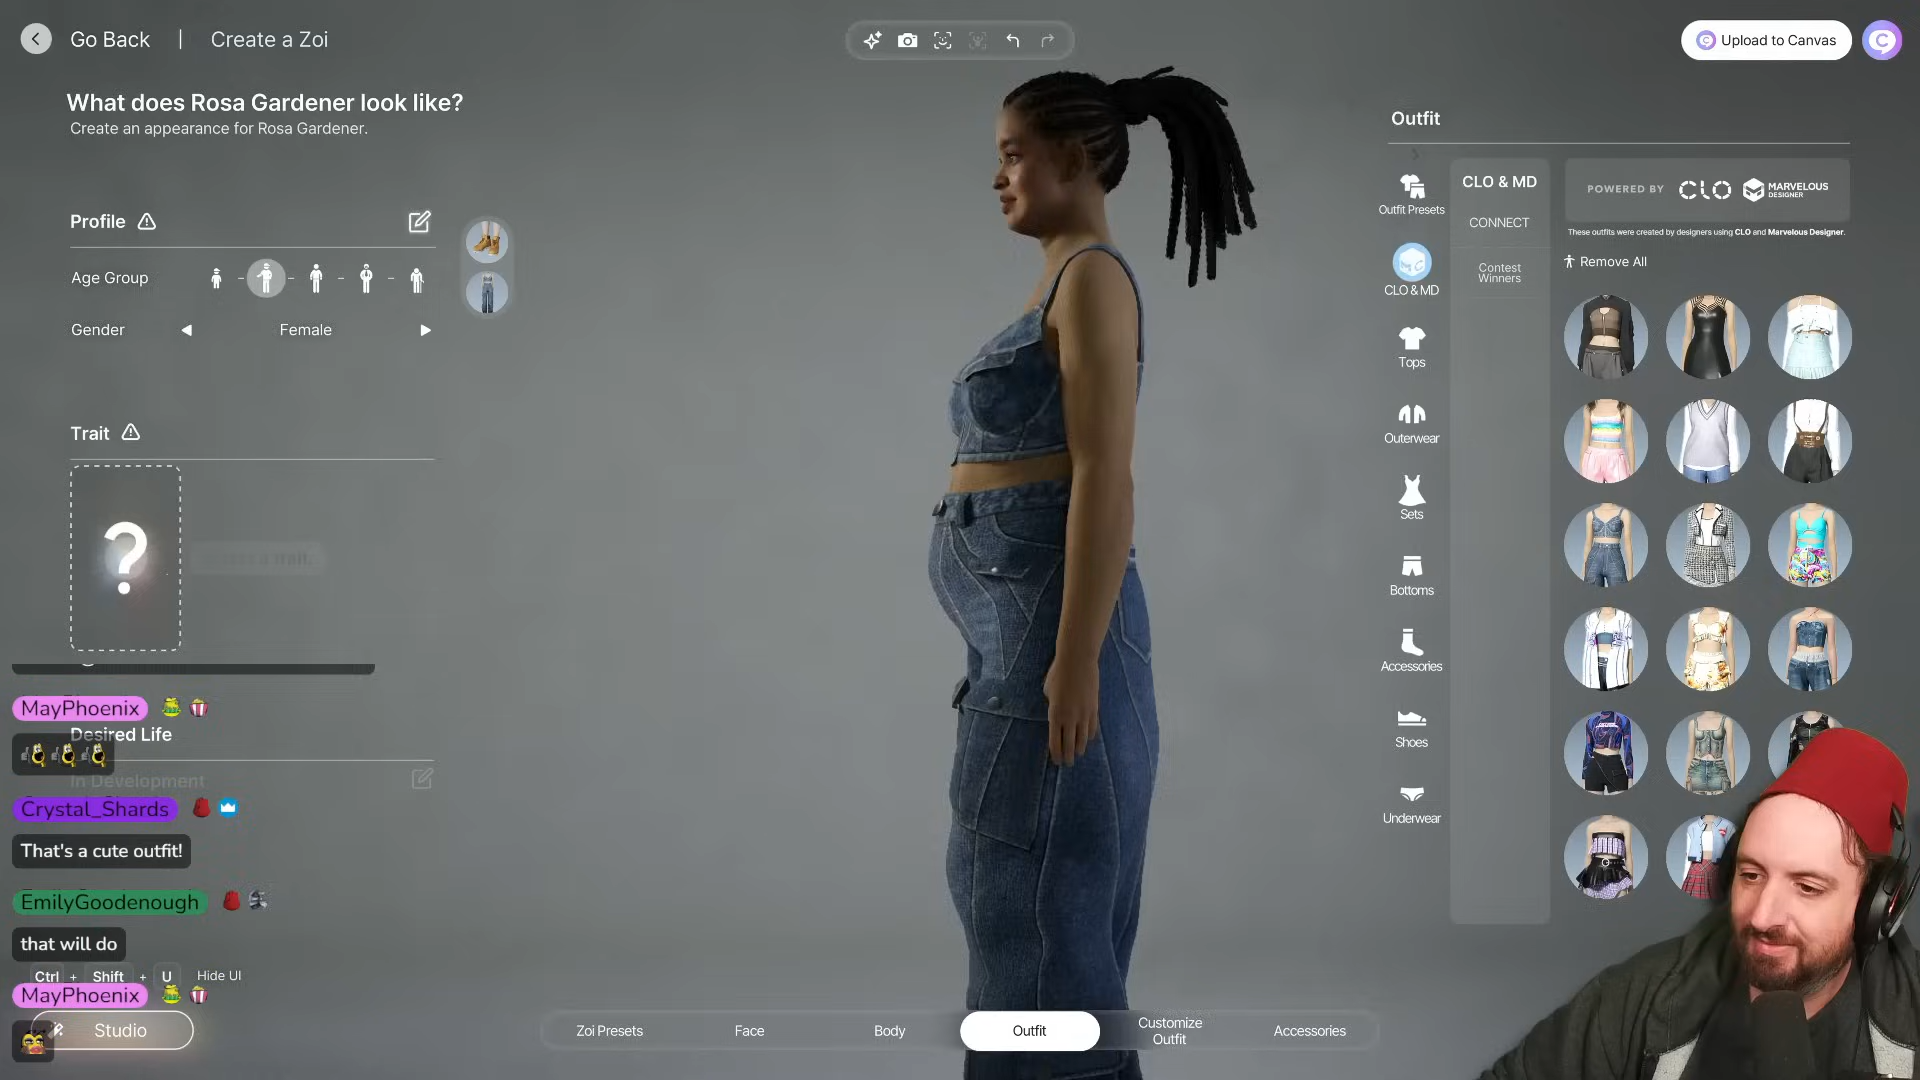 Go Back | Create a Zoi
Upload to Canvas
What does Rosa Gardener look like?
Create an appearance for Rosa Gardener.
Profile
Age Group
Gender
Female
Trait
Desired Life
In Development
MayPhoenix
Crystal_Shards
That's a cute outfit!
EmilyGoodenough
that will do
Ctrl + Shift + U Hide UI
MayPhoenix
Studio
Zoi Presets
Face
Body
Outfit
Customize
Outfit
Accessories
Outfit
Outfit Presets
CLO & MD
Tops
Outerwear
Sets
Bottoms
Accessories
Shoes
Underwear
CLO & MD
CONNECT
Contest
Winners
POWERED BY CLO MARVELOUS
DESIGNER
These outfits were created by designers using CLO and Marvelous Designer.
Remove All